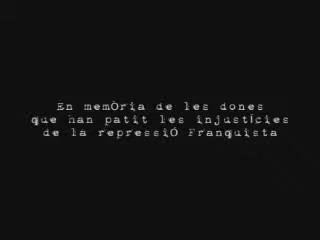 En memÒria de les dones
que han patit les injustÍcies
de la repressiÓ Franquista